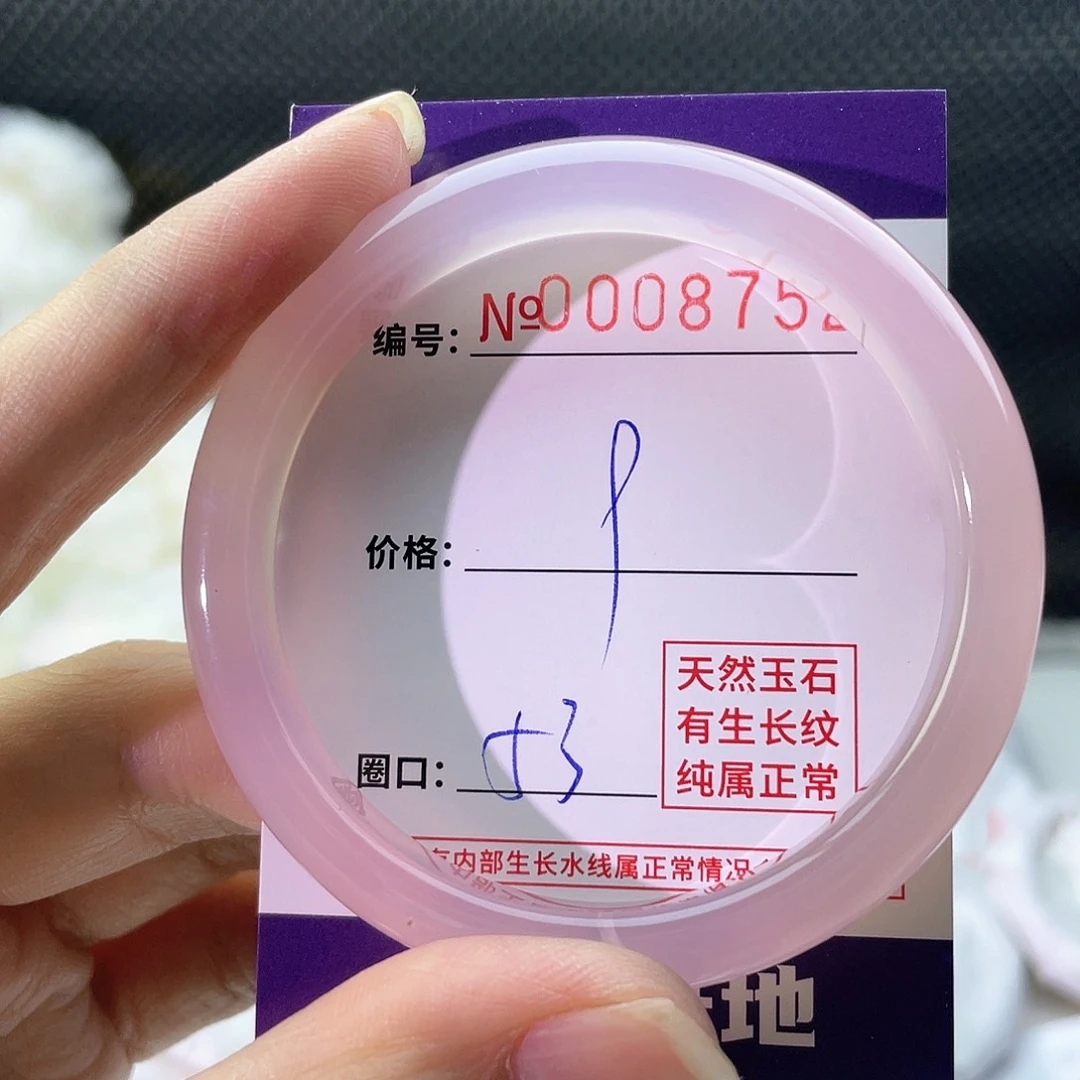 编号: №000875
价格:
圈口: 53
天然玉石
有生长纹
纯属正常
内部生长水线属正常情况
地